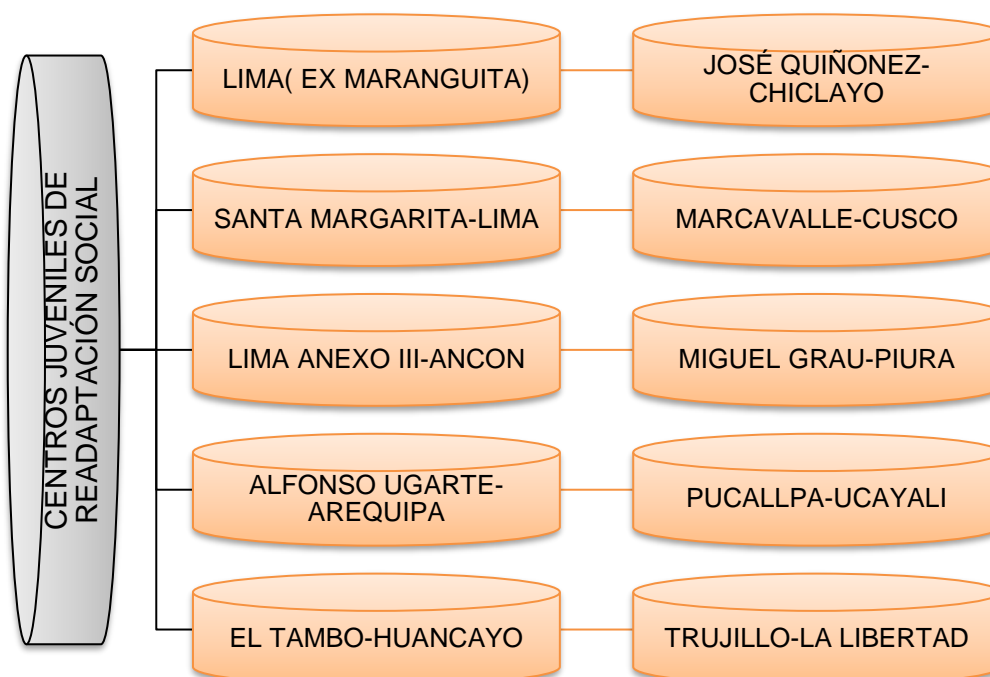 CENTROS JUVENILES DE
READAPTACIÓN SOCIAL
LIMA( EX MARANGUITA)
JOSÉ QUIÑONEZ-
CHICLAYO
SANTA MARGARITA-LIMA
MARCAVALLE-CUSCO
LIMA ANEXO III-ANCON
MIGUEL GRAU-PIURA
ALFONSO UGARTE-
AREQUIPA
PUCALLPA-UCAYALI
EL TAMBO-HUANCAYO
TRUJILLO-LA LIBERTAD